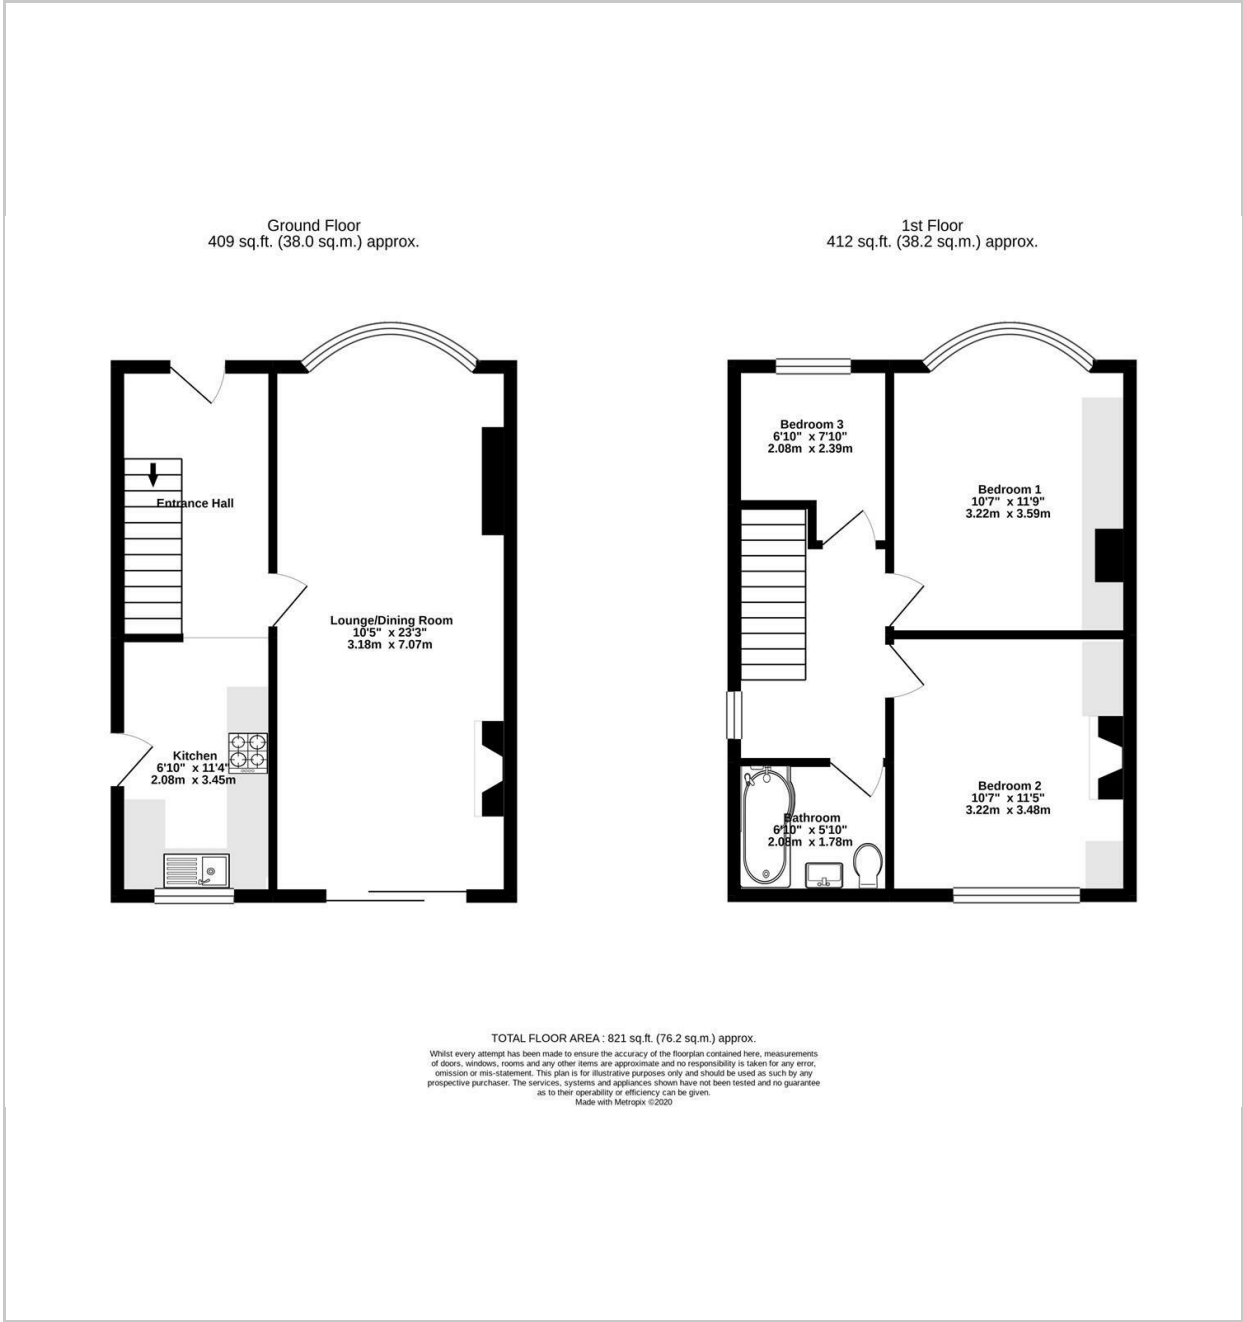 Ground Floor
409 sq.ft. (38.0 sq.m.) approx.
1st Floor
412 sq.ft. (38.2 sq.m.) approx.
Entrance Hall
Lounge/Dining Room
10'5" x 23'3"
3.18m x 7.07m
Kitchen
6'10" x 11'4"
2.08m x 3.45m
Bedroom 3
6'10" x 7'10"
2.08m x 2.39m
Bedroom 1
10'7" x 11'9"
3.22m x 3.59m
Bedroom 2
10'7" x 11'5"
3.22m x 3.48m
Bathroom
6'10" x 5'10"
2.08m x 1.78m
TOTAL FLOOR AREA : 821 sq.ft. (76.2 sq.m.) approx.
Whilst every attempt has been made to ensure the accuracy of the floorplan contained here, measurements
of doors, windows, rooms and any other items are approximate and no responsibility is taken for any error,
omission or mis-statement. This plan is for illustrative purposes only and should be used as such by any
prospective purchaser. The services, systems and appliances shown have not been tested and no guarantee
as to their operability or efficiency can be given.
Made with Metropix ©2020